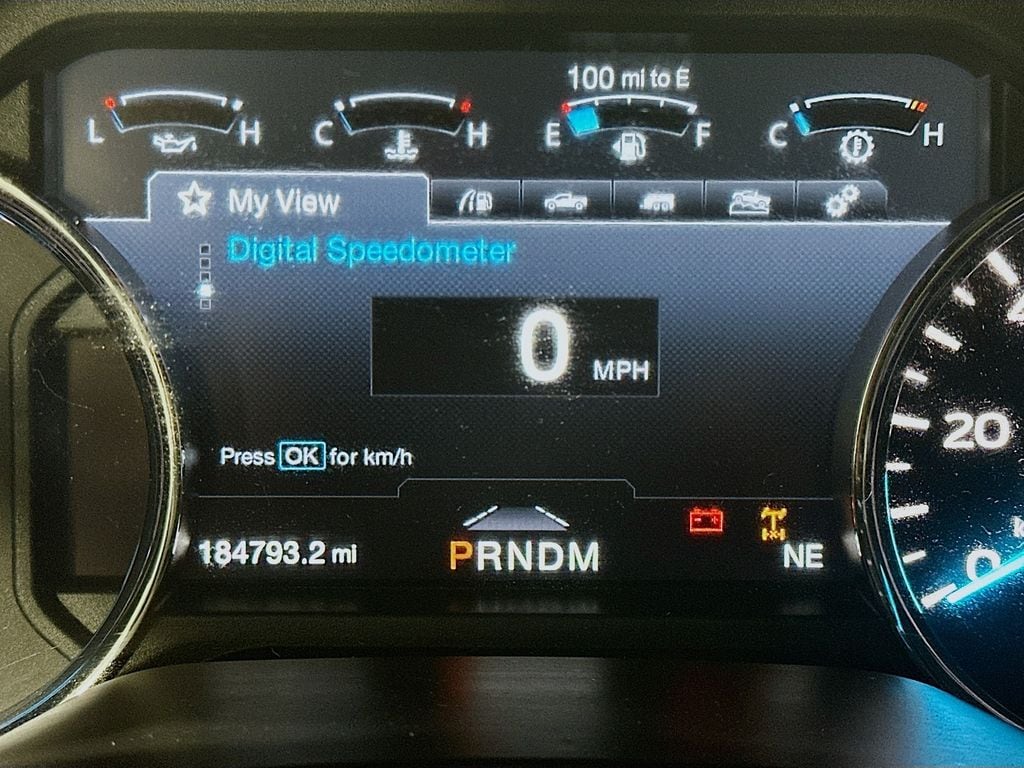 100 mi to E
L H C H E F C H
My View
Digital Speedometer
0 MPH
Press OK for km/h
20
184793.2 mi
PRNDM
NE
0